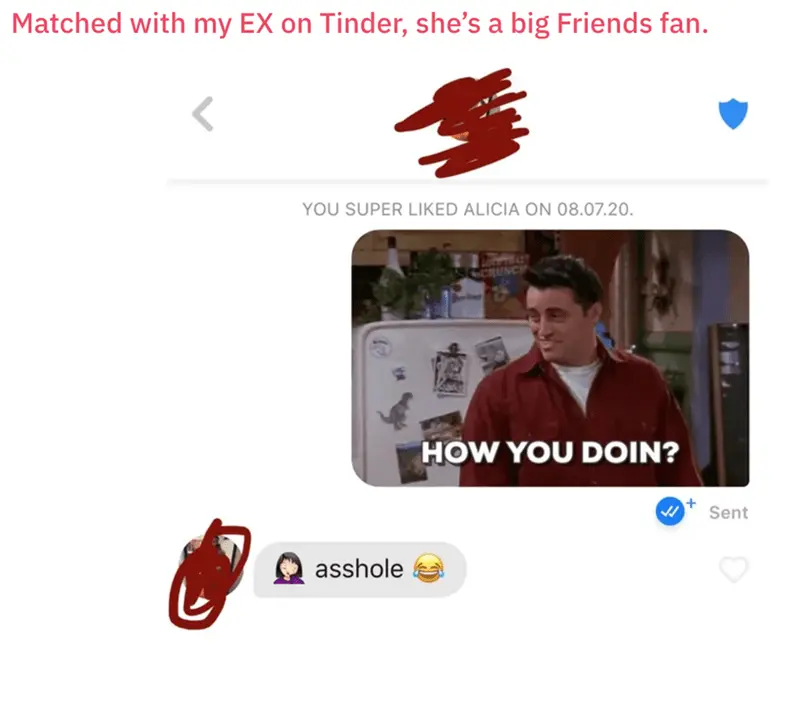 Matched with my EX on Tinder, she’s a big Friends fan.
YOU SUPER LIKED ALICIA ON 08.07.20.
CRUNCH
HOW YOU DOIN?
Sent
🤦🏻‍♀️ asshole 😂